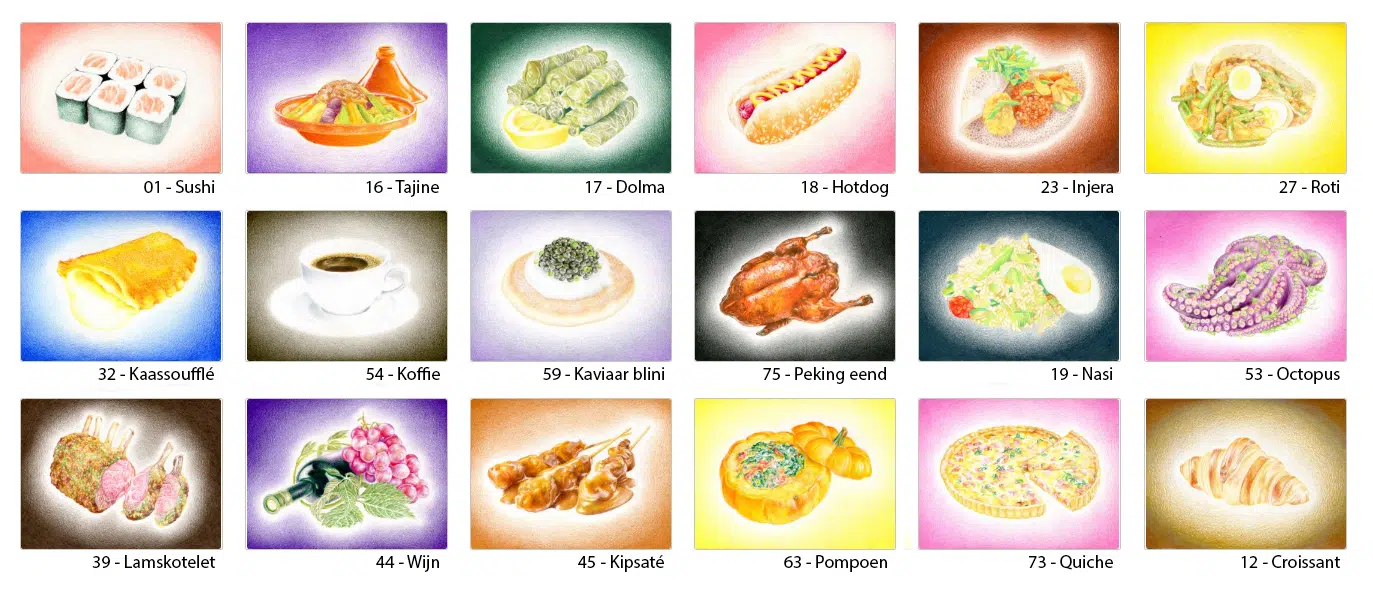 01 - Sushi
16 - Tajine
17 - Dolma
18 - Hotdog
23 - Injera
27 - Roti
32 - Kaassoufflé
54 - Koffie
59 - Kaviaar blini
75 - Peking eend
19 - Nasi
53 - Octopus
39 - Lamskotelet
44 - Wijn
45 - Kipsaté
63 - Pompoen
73 - Quiche
12 - Croissant